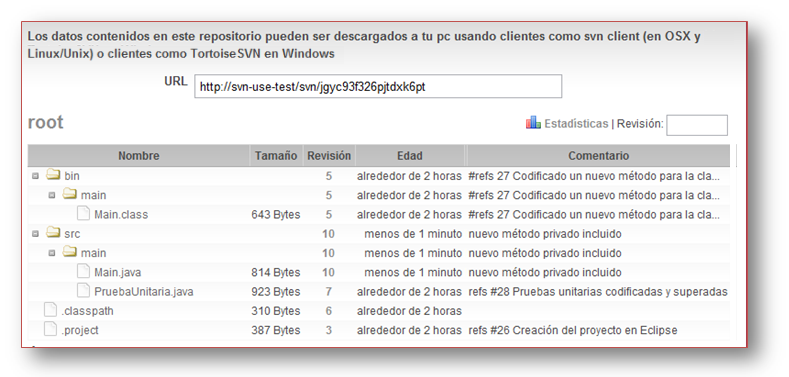 Los datos contenidos en este repositorio pueden ser descargados a tu pc usando clientes como svn client (en OSX y
Linux/Unix) o clientes como TortoiseSVN en Windows
URL http://svn-use-test/svn/jgyc93f326pjtdxk6pt
root Estadísticas | Revisión:
Nombre Tamaño Revisión Edad Comentario
bin 5 alrededor de 2 horas #refs 27 Codificado un nuevo método para la cla...
main 5 alrededor de 2 horas #refs 27 Codificado un nuevo método para la cla...
Main.class 643 Bytes 5 alrededor de 2 horas #refs 27 Codificado un nuevo método para la cla...
src 10 menos de 1 minuto nuevo método privado incluido
main 10 menos de 1 minuto nuevo método privado incluido
Main.java 814 Bytes 10 menos de 1 minuto nuevo método privado incluido
PruebaUnitaria.java 923 Bytes 7 alrededor de 2 horas refs #28 Pruebas unitarias codificadas y superadas
.classpath 310 Bytes 6 alrededor de 2 horas
.project 387 Bytes 3 alrededor de 2 horas refs #26 Creación del proyecto en Eclipse